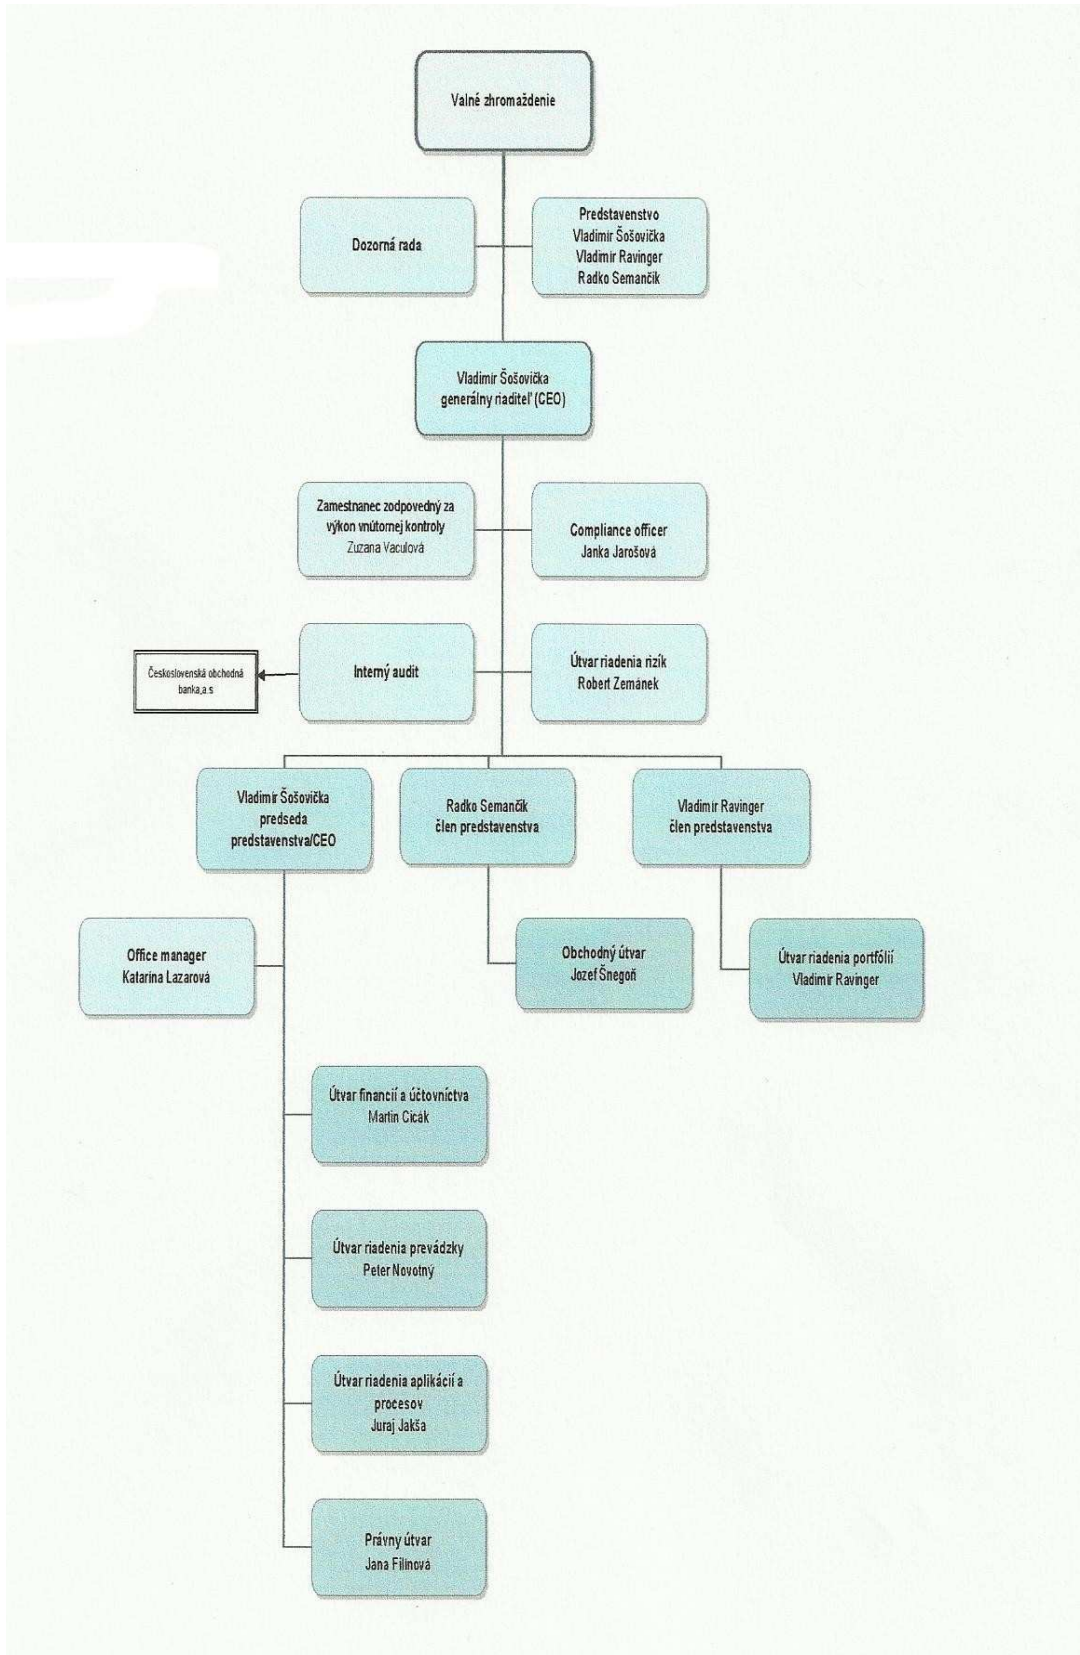 Valné zhromaždenie
Dozorná rada
Predstavenstvo
Vladimír Šošovička
Vladimír Ravinger
Radko Semančík
Vladimír Šošovička
generálny riaditeľ (CEO)
Zamestnanec zodpovedný za
výkon vnútornej kontroly
Zuzana Vaculová
Compliance officer
Janka Jarošová
Československá obchodná
banka,a.s
Interný audit
Útvar riadenia rizík
Robert Zemánek
Vladimír Šošovička
predseda
predstavenstva/CEO
Radko Semančík
člen predstavenstva
Vladimír Ravinger
člen predstavenstva
Office manager
Katarína Lazarová
Obchodný útvar
Jozef Šnegoň
Útvar riadenia portfólií
Vladimír Ravinger
Útvar financií a účtovníctva
Martin Cicák
Útvar riadenia prevádzky
Peter Novotný
Útvar riadenia aplikácií a
procesov
Juraj Jakša
Právny útvar
Jana Filinová